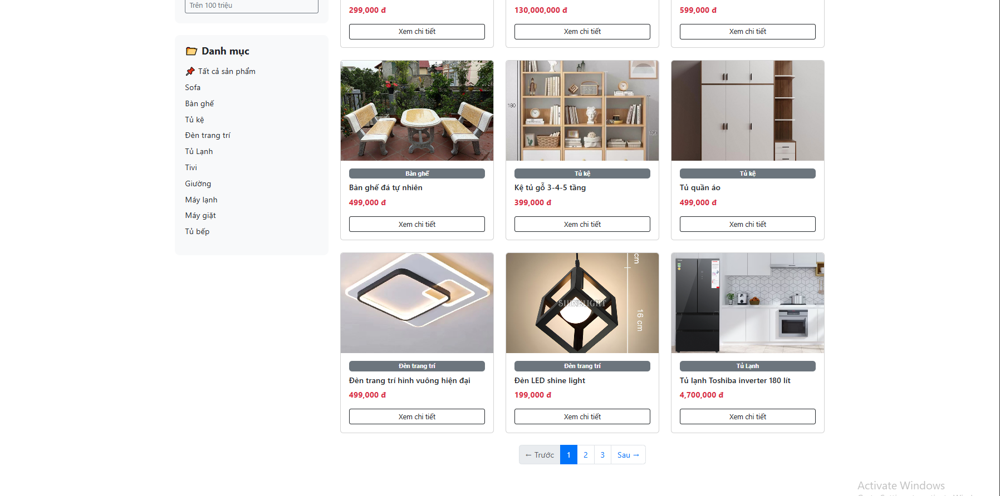 Trên 100 triệu
📂 Danh mục
📌 Tất cả sản phẩm
Sofa
Bàn ghế
Tủ kệ
Đèn trang trí
Tủ Lạnh
Tivi
Giường
Máy lạnh
Máy giặt
Tủ bếp
299,000 đ
130,000,000 đ
599,000 đ
Xem chi tiết
Xem chi tiết
Xem chi tiết
180
120
Bàn ghế
Bàn ghế đá tự nhiên
499,000 đ
Xem chi tiết
Tủ kệ
Kệ tủ gỗ 3-4-5 tầng
399,000 đ
Xem chi tiết
Tủ kệ
Tủ quần áo
499,000 đ
Xem chi tiết
cm
16 cm
Đèn trang trí
Đèn trang trí hình vuông hiện đại
499,000 đ
Xem chi tiết
Đèn trang trí
Đèn LED shine light
199,000 đ
Xem chi tiết
Tủ Lạnh
Tủ lạnh Toshiba inverter 180 lít
4,700,000 đ
Xem chi tiết
← Trước 1 2 3 Sau →
Activate Windows